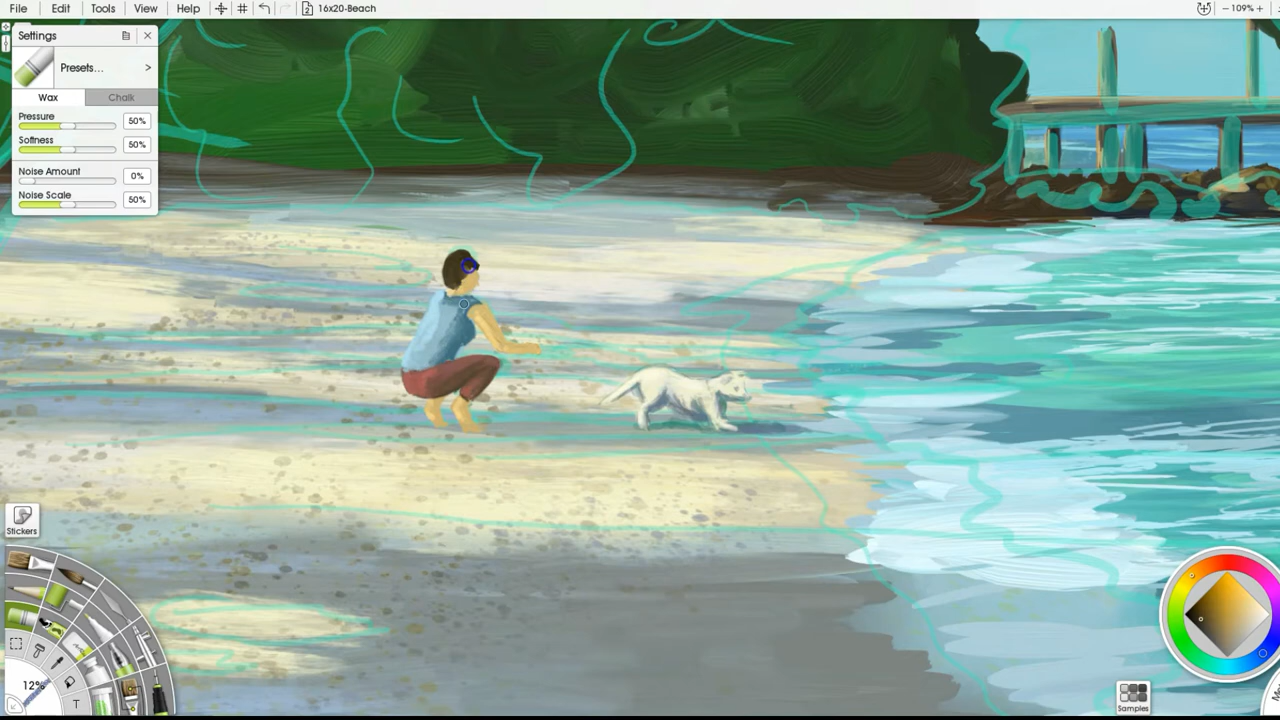 File Edit Tools View Help 16x20-Beach − 109% +
Settings
Presets... >
Wax Chalk
Pressure 50%
Softness 50%
Noise Amount 0%
Noise Scale 50%
Stickers
12%
T
Samples